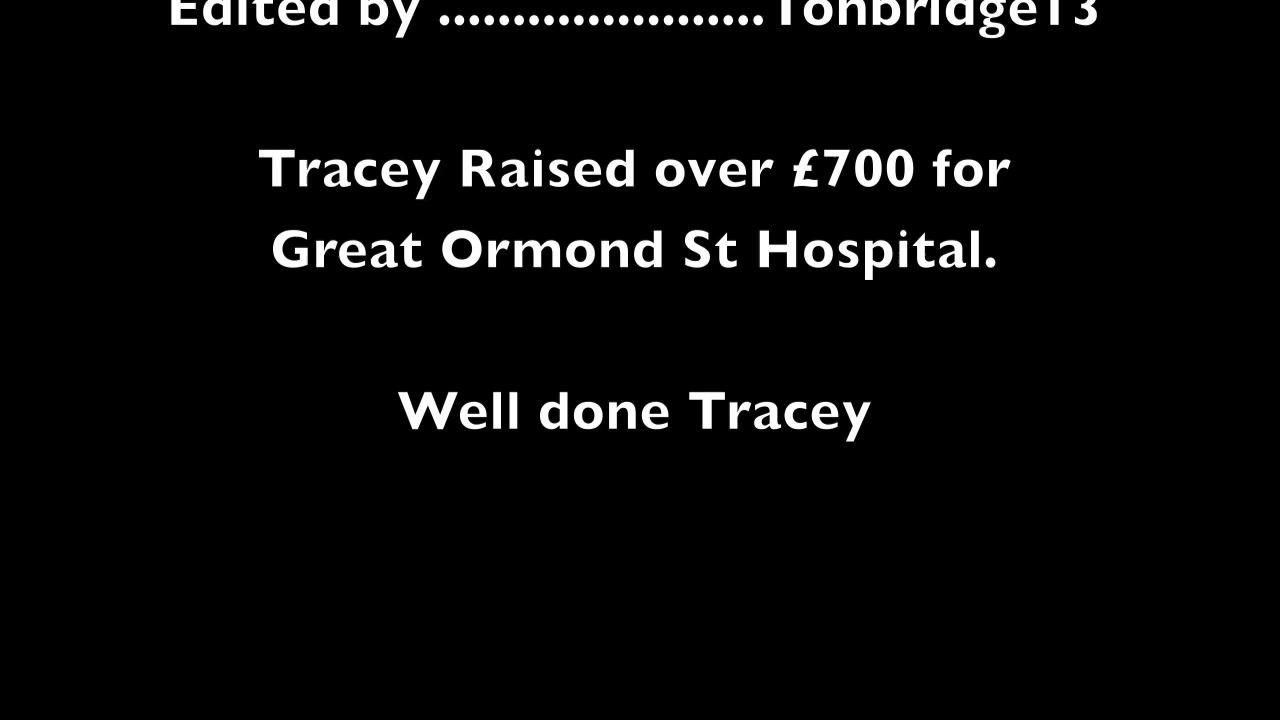 Edited by ......................Tonbridge13
Tracey Raised over £700 for
Great Ormond St Hospital.
Well done Tracey